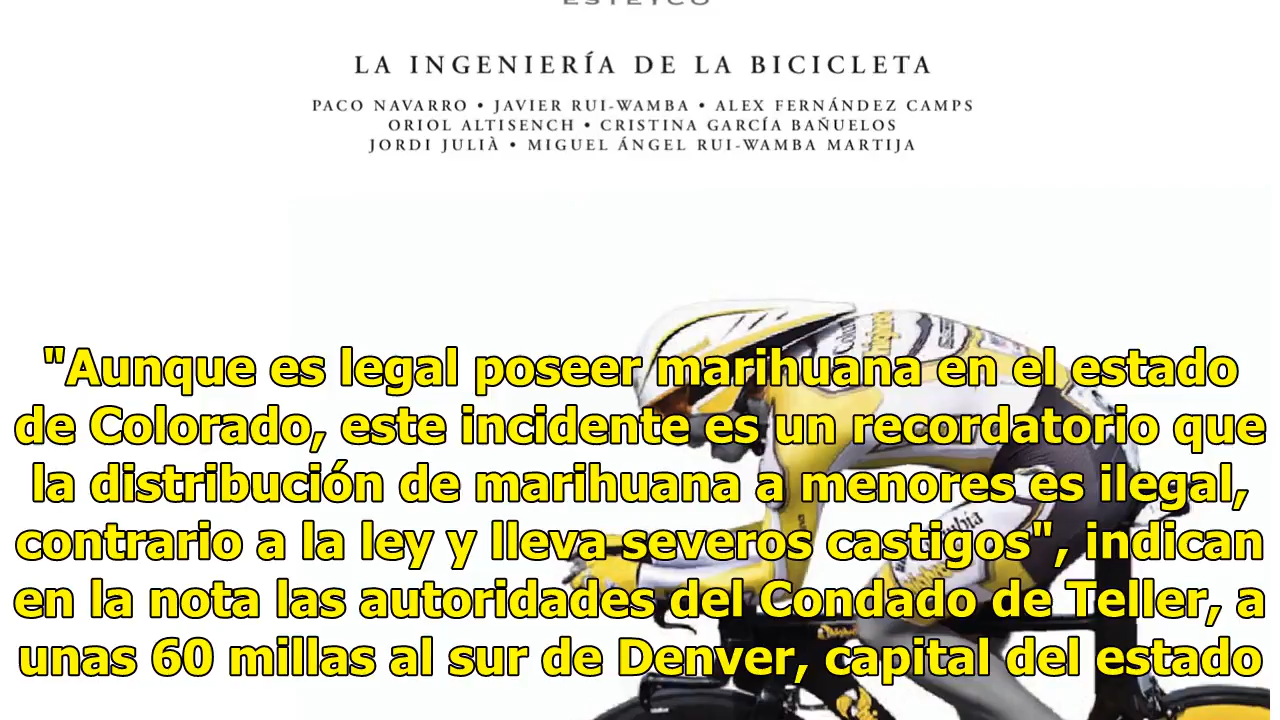 ESTEYCO
LA INGENIERÍA DE LA BICICLETA
PACO NAVARRO • JAVIER RUI-WAMBA • ALEX FERNÁNDEZ CAMPS
ORIOL ALTISENCH • CRISTINA GARCÍA BAÑUELOS
JORDI JULIÀ • MIGUEL ÁNGEL RUI-WAMBA MARTIJA
"Aunque es legal poseer marihuana en el estado
de Colorado, este incidente es un recordatorio que
la distribución de marihuana a menores es ilegal,
contrario a la ley y lleva severos castigos", indican
en la nota las autoridades del Condado de Teller, a
unas 60 millas al sur de Denver, capital del estado